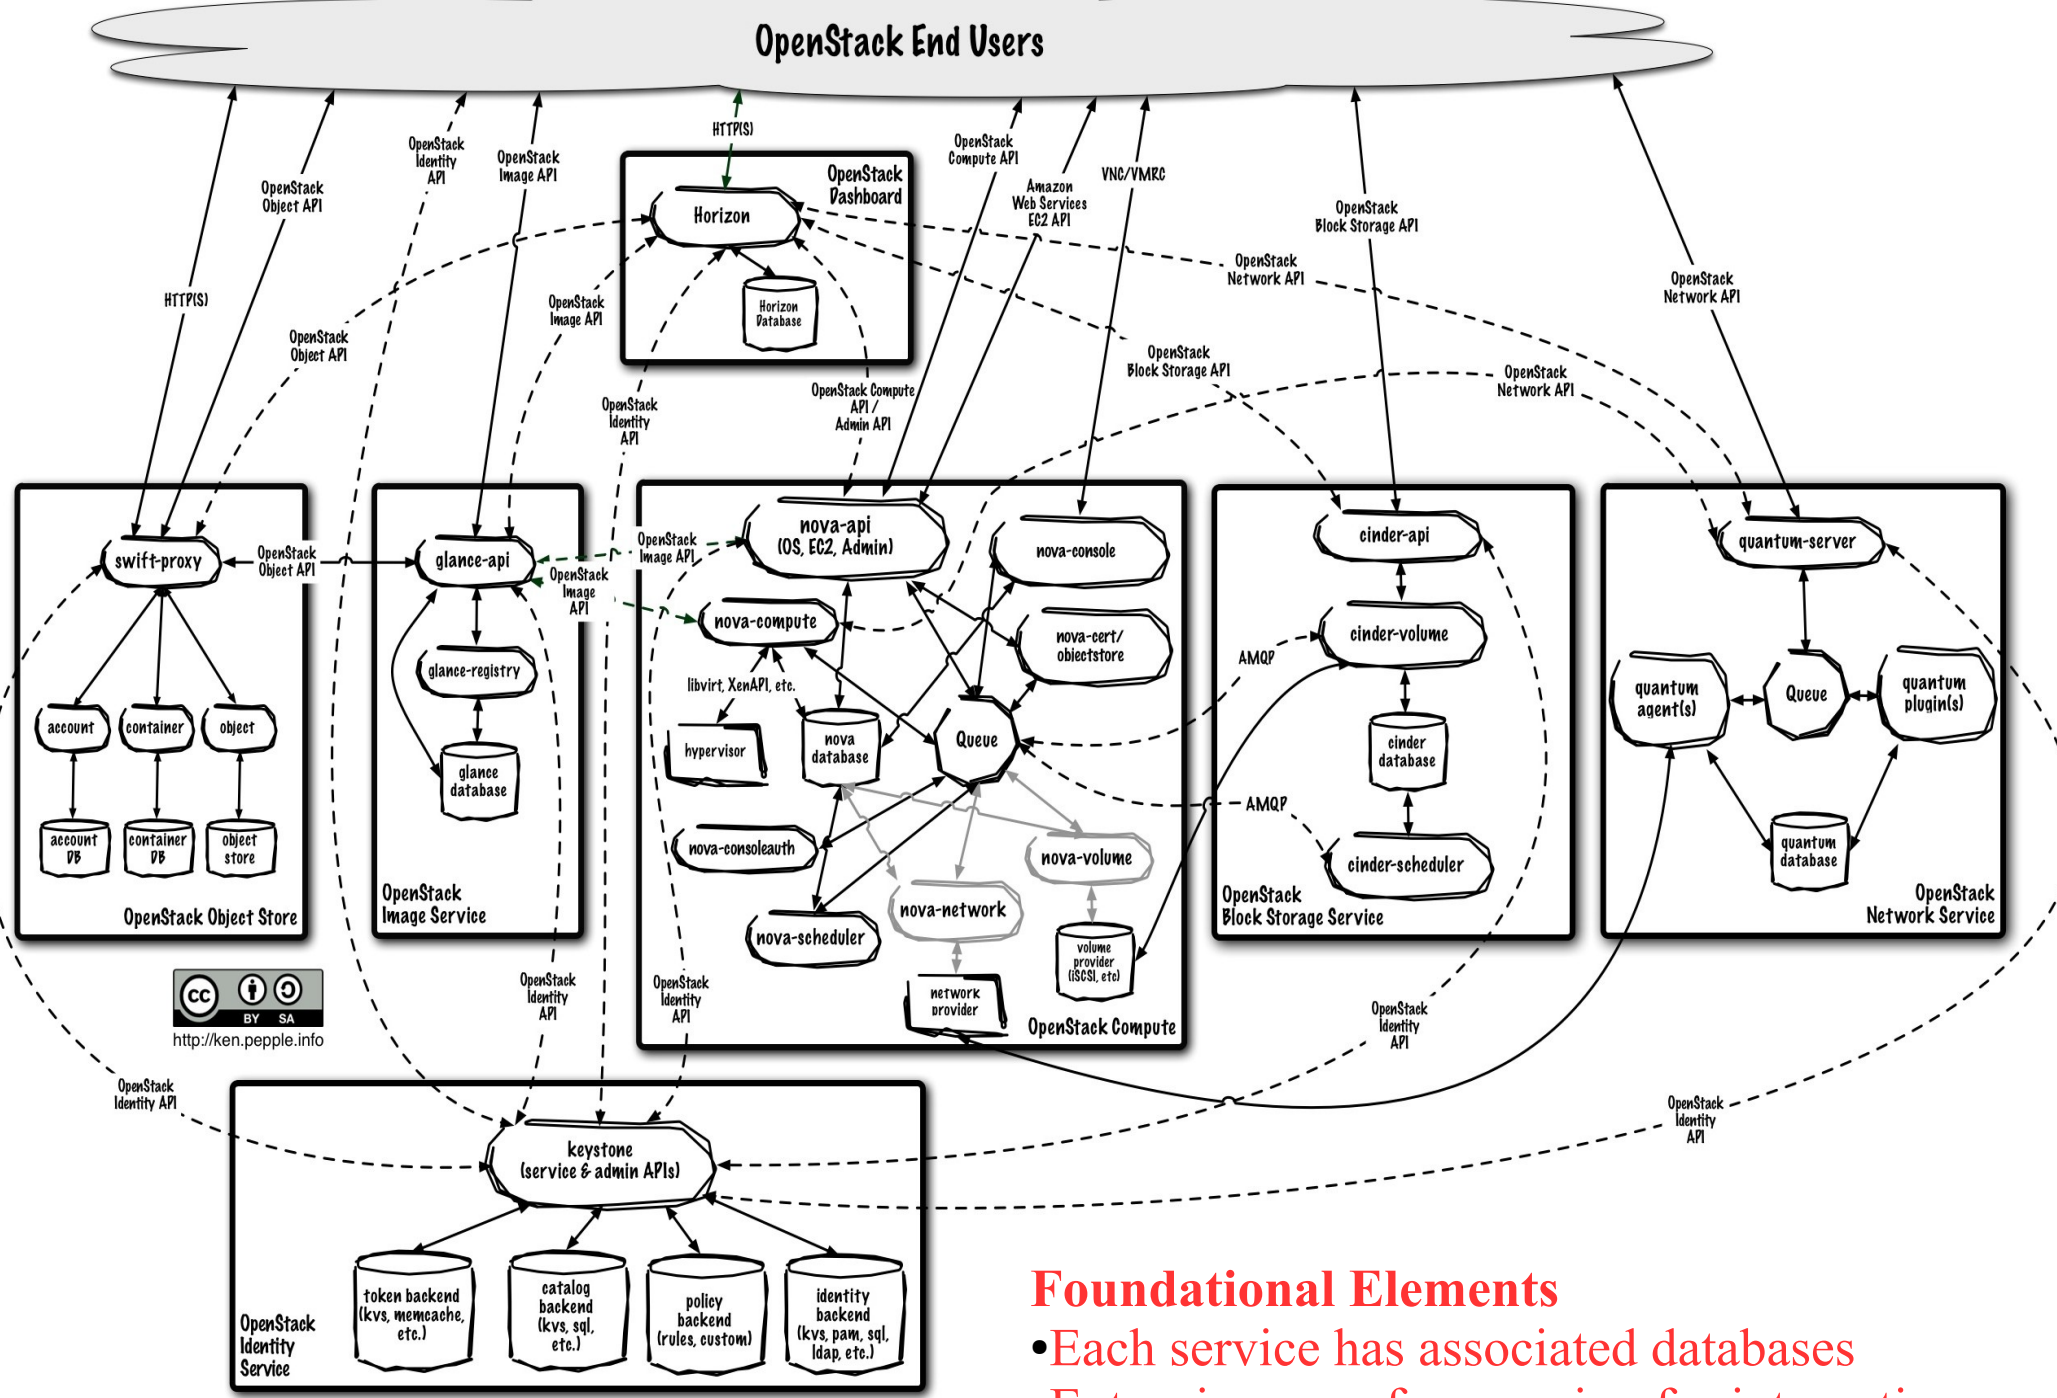 OpenStack End Users
HTTP(S)
OpenStack
Object API
OpenStack
Identity
API
OpenStack
Image API
HTTP(S)
OpenStack
Compute API
Amazon
Web Services
EC2 API
VNC/VMRC
OpenStack
Block Storage API
OpenStack
Network API
OpenStack
Dashboard
Horizon
Horizon
Database
OpenStack
Object API
OpenStack
Image API
OpenStack
Identity
API
OpenStack Compute
API /
Admin API
OpenStack
Block Storage API
OpenStack
Network API
OpenStack
Network API
swift-proxy
OpenStack
Object API
account
container
object
account
DB
container
DB
object
store
OpenStack Object Store
glance-api
glance-registry
glance
database
OpenStack
Image Service
OpenStack
Image API
OpenStack
Image
API
nova-api
(OS, EC2, Admin)
nova-console
nova-compute
nova-cert/
objectstore
libvirt, XenAPI, etc.
hypervisor
nova
database
Queue
nova-consoleauth
nova-volume
nova-network
nova-scheduler
volume
provider
(iSCSI, etc)
network
provider
OpenStack Compute
cinder-api
cinder-volume
AMQP
cinder
database
AMQP
cinder-scheduler
OpenStack
Block Storage Service
quantum-server
quantum
agent(s)
Queue
quantum
plugin(s)
quantum
database
OpenStack
Network Service
cc
BY SA
http://ken.pepple.info
OpenStack
Identity API
OpenStack
Identity
API
OpenStack
Identity
API
OpenStack
Identity
API
OpenStack
Identity
API
keystone
(service & admin APIs)
token backend
(kvs, memcache,
etc.)
catalog
backend
(kvs, sql,
etc.)
policy
backend
(rules, custom)
identity
backend
(kvs, pam, sql,
ldap, etc.)
OpenStack
Identity
Service
Foundational Elements
•Each service has associated databases